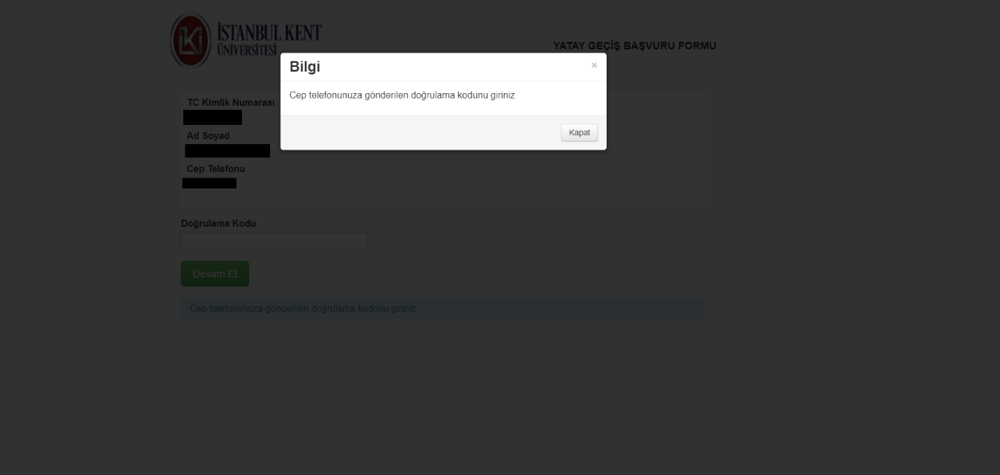 İSTANBUL KENT
ÜNİVERSİTESİ
YATAY GEÇİŞ BAŞVURU FORMU
Bilgi
×
Cep telefonunuza gönderilen doğrulama kodunu giriniz
Kapat
TC Kimlik Numarası
Ad Soyad
Cep Telefonu
Doğrulama Kodu
Devam Et
Cep telefonunuza gönderilen doğrulama kodunu giriniz